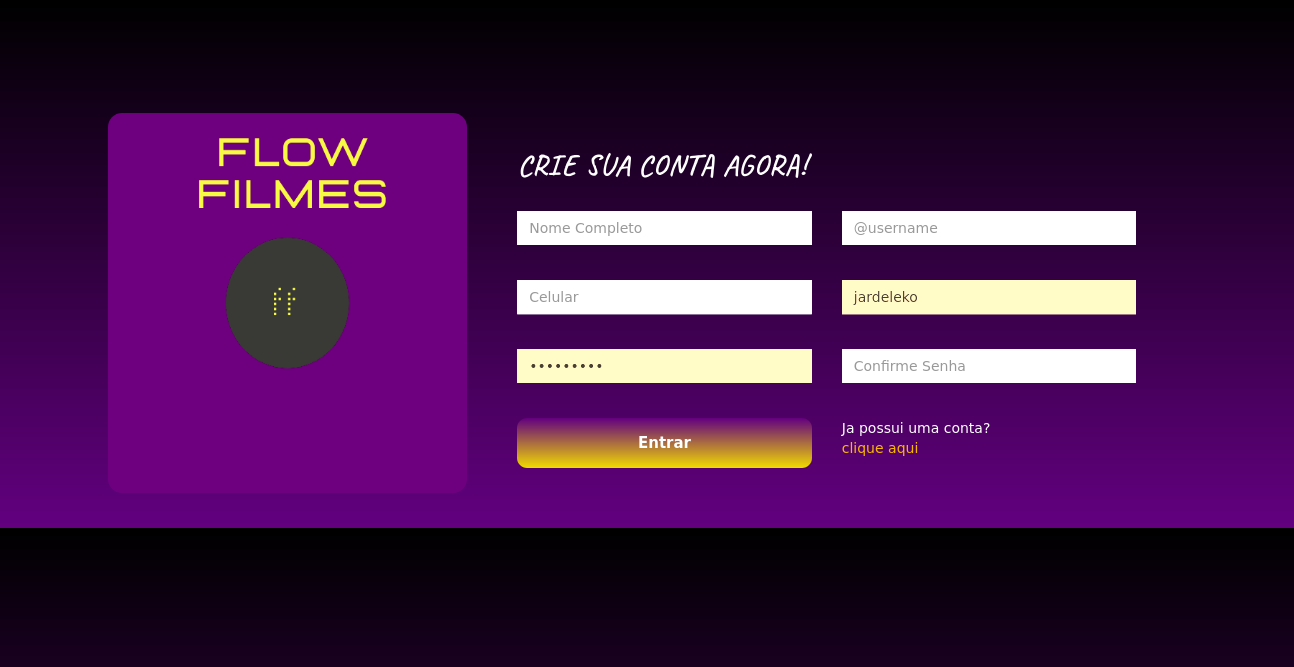 FLOW
FILMES
ff
CRIE SUA CONTA AGORA!
Nome Completo
@username
Celular
jardeleko
•••••••••
Confirme Senha
Entrar
Ja possui uma conta?
clique aqui